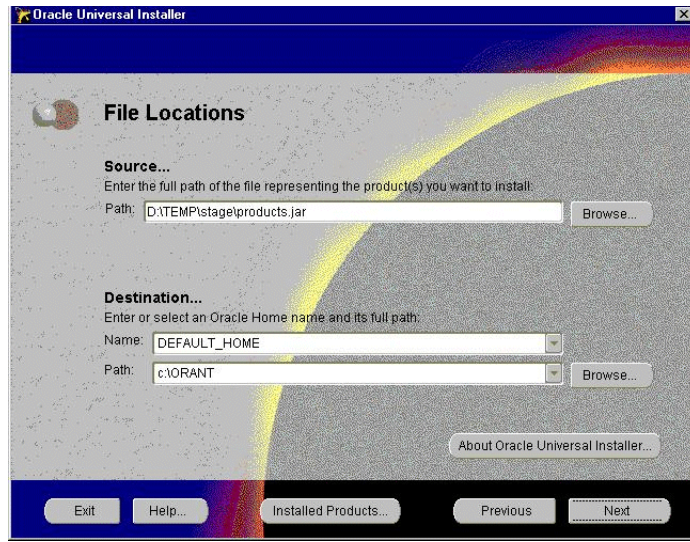 Oracle Universal Installer
File Locations
Source...
Enter the full path of the file representing the product(s) you want to install:
Path: D:\TEMP\stage\products.jar Browse...
Destination...
Enter or select an Oracle Home name and its full path:
Name: DEFAULT_HOME
Path: c:\ORANT Browse...
About Oracle Universal Installer...
Exit Help... Installed Products... Previous Next